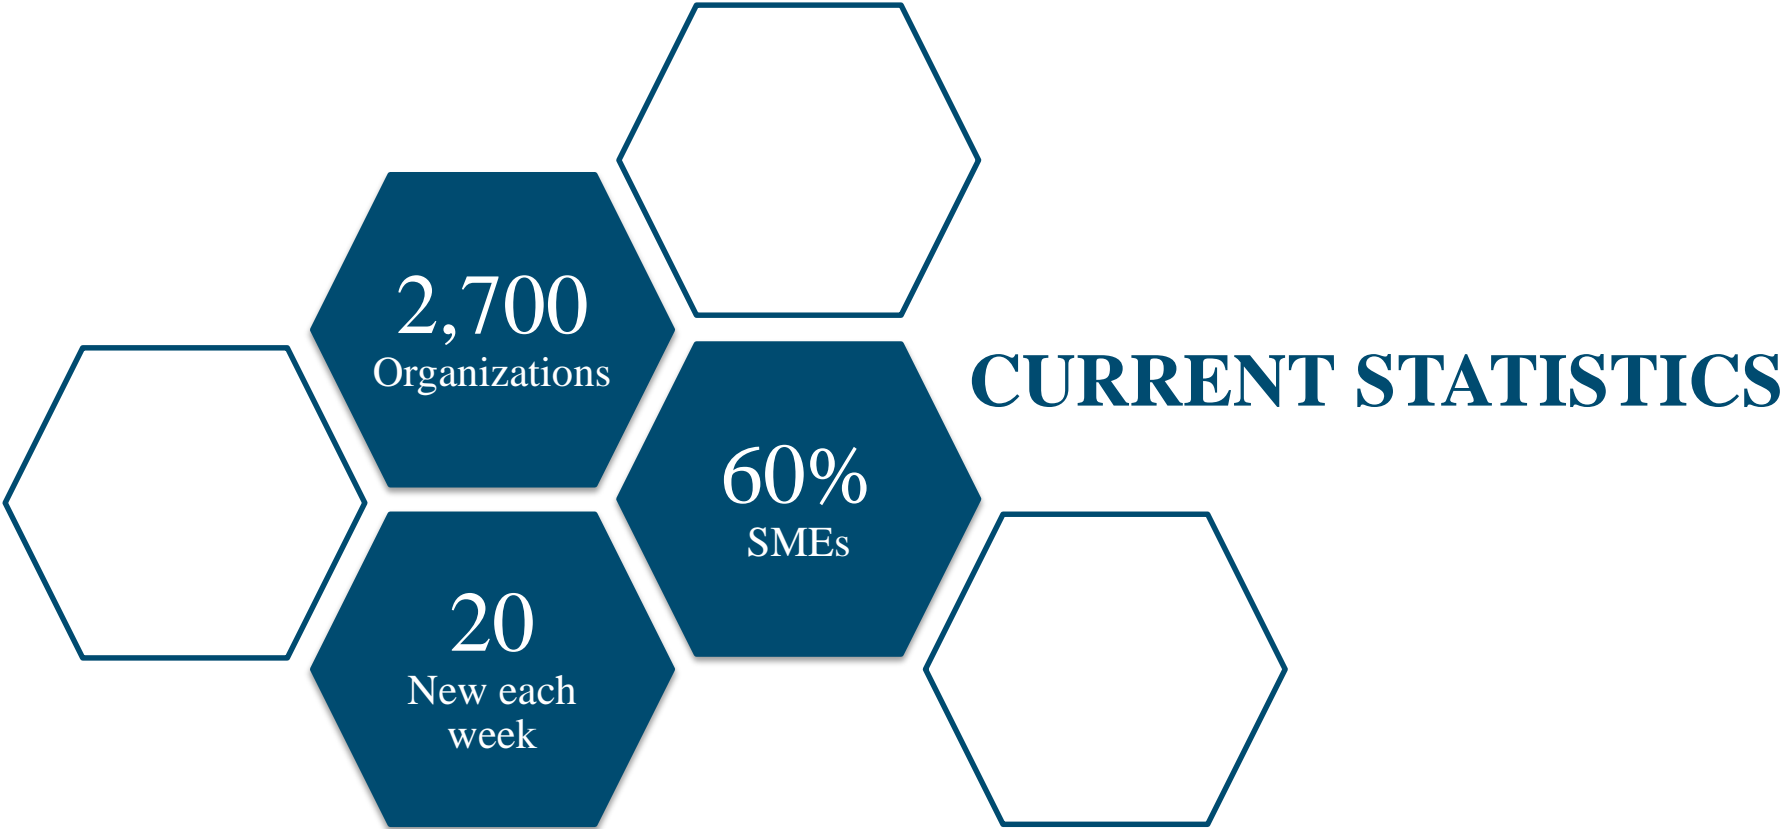 2,700
Organizations
CURRENT STATISTICS
60%
SMEs
20
New each
week